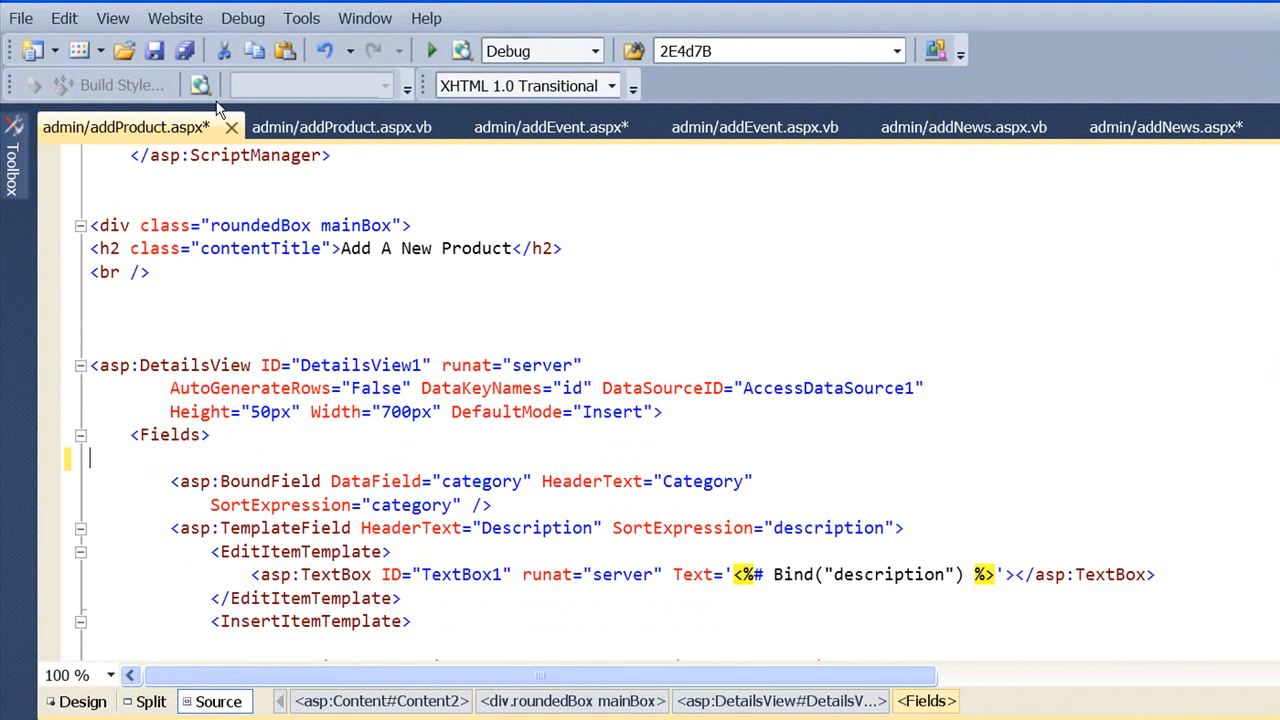 File Edit View Website Debug Tools Window Help
Debug 2E4d7B
Build Style... XHTML 1.0 Transitional
admin/addProduct.aspx* admin/addProduct.aspx.vb admin/addEvent.aspx* admin/addEvent.aspx.vb admin/addNews.aspx.vb admin/addNews.aspx*
Toolbox
</asp:ScriptManager>
<div class="roundedBox mainBox">
<h2 class="contentTitle">Add A New Product</h2>
<br />
<asp:DetailsView ID="DetailsView1" runat="server"
AutoGenerateRows="False" DataKeyNames="id" DataSourceID="AccessDataSource1"
Height="50px" Width="700px" DefaultMode="Insert">
<Fields>
<asp:BoundField DataField="category" HeaderText="Category"
SortExpression="category" />
<asp:TemplateField HeaderText="Description" SortExpression="description">
<EditItemTemplate>
<asp:TextBox ID="TextBox1" runat="server" Text='<%# Bind("description") %>'></asp:TextBox>
</EditItemTemplate>
<InsertItemTemplate>
100 %
Design Split Source <asp:Content#Content2> <div.roundedBox mainBox> <asp:DetailsView#DetailsV...> <Fields>